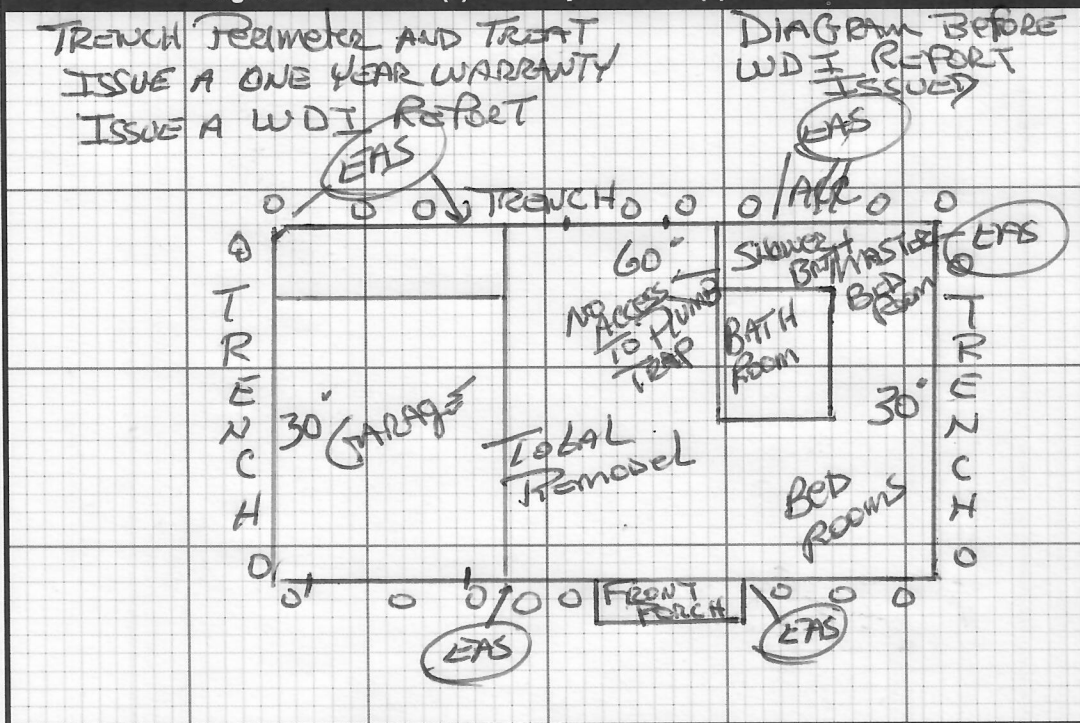 TRENCH Perimeter AND TREAT
ISSUE A ONE YEAR WARRANTY
ISSUE A WDI REPORT
DIAGRAM BEFORE
WDI REPORT
ISSUED
EAS
EAS
TRENCH
A/C
EAS
60"
SHOWER +
MASTER
BED
ROOM
NO
ACCESS
TO PLUMB
TRAP
BATH
ROOM
TRENCH
30"
GARAGE
TOTAL
REMODEL
30"
TRENCH
BED
ROOMS
FRONT
PORCH
EAS
EAS